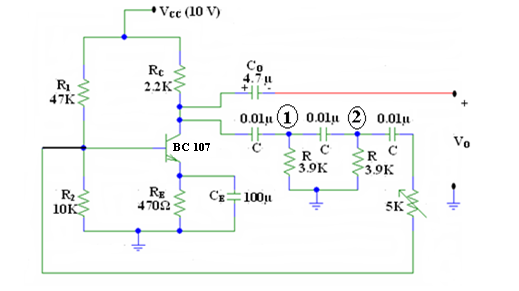 Vcc (10 V)
R1
47K
Rc
2.2K
Co
4.7µ
+ -
+
0.01µ 1 0.01µ 2 0.01µ
C C C
BC 107
R
3.9K
R
3.9K
Vo
R2
10K
RE
470Ω
CE 100µ
5K